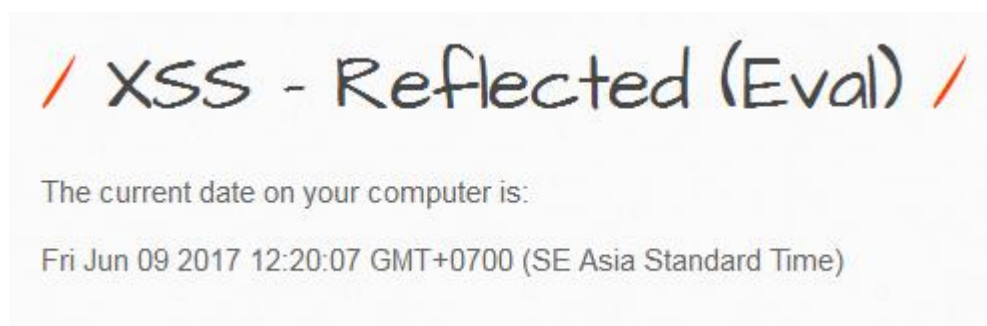 / XSS - Reflected (Eval) /
The current date on your computer is:
Fri Jun 09 2017 12:20:07 GMT+0700 (SE Asia Standard Time)